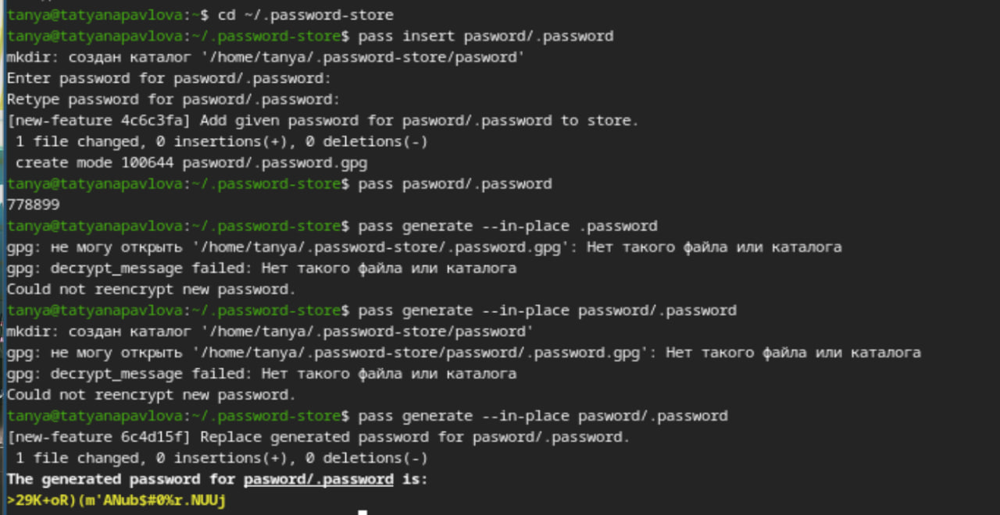 tanya@tatyanapavlova:~$ cd ~/.password-store
tanya@tatyanapavlova:~/.password-store$ pass insert pasword/.password
mkdir: создан каталог '/home/tanya/.password-store/pasword'
Enter password for pasword/.password:
Retype password for pasword/.password:
[new-feature 4c6c3fa] Add given password for pasword/.password to store.
 1 file changed, 0 insertions(+), 0 deletions(-)
 create mode 100644 pasword/.password.gpg
tanya@tatyanapavlova:~/.password-store$ pass pasword/.password
778899
tanya@tatyanapavlova:~/.password-store$ pass generate --in-place .password
gpg: не могу открыть '/home/tanya/.password-store/.password.gpg': Нет такого файла или каталога
gpg: decrypt_message failed: Нет такого файла или каталога
Could not reencrypt new password.
tanya@tatyanapavlova:~/.password-store$ pass generate --in-place password/.password
mkdir: создан каталог '/home/tanya/.password-store/password'
gpg: не могу открыть '/home/tanya/.password-store/password/.password.gpg': Нет такого файла или каталога
gpg: decrypt_message failed: Нет такого файла или каталога
Could not reencrypt new password.
tanya@tatyanapavlova:~/.password-store$ pass generate --in-place pasword/.password
[new-feature 6c4d15f] Replace generated password for pasword/.password.
 1 file changed, 0 insertions(+), 0 deletions(-)
The generated password for pasword/.password is:
>29K+oR)(m'ANub$#0%r.NUUj